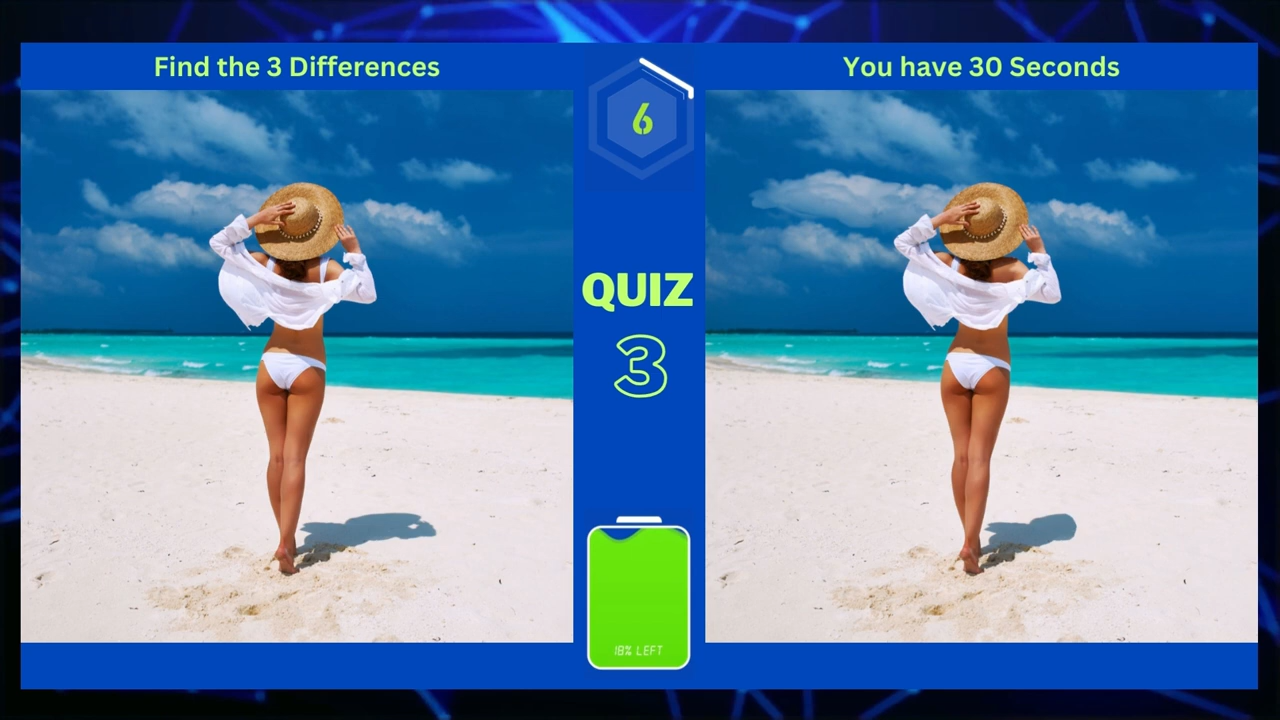 Find the 3 Differences
6
You have 30 Seconds
QUIZ
3
18% LEFT